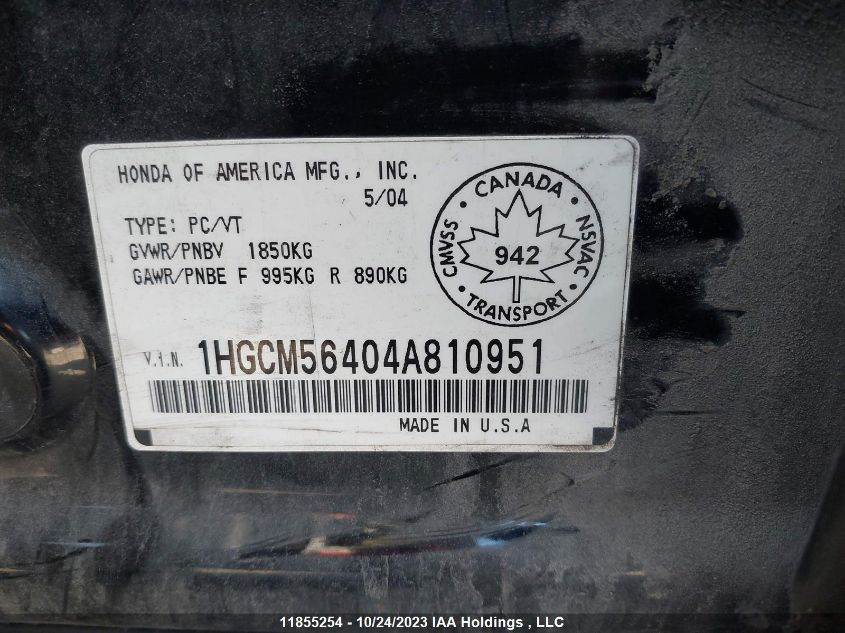 HONDA OF AMERICA MFG., INC.
5/04
TYPE: PC/VT
GVWR/PNBV 1850KG
GAWR/PNBE F 995KG R 890KG
CMVSS • CANADA • NSVAC • TRANSPORT •
942
V.I.N. 1HGCM56404A810951
MADE IN U.S.A
11855254 - 10/24/2023 IAA Holdings , LLC